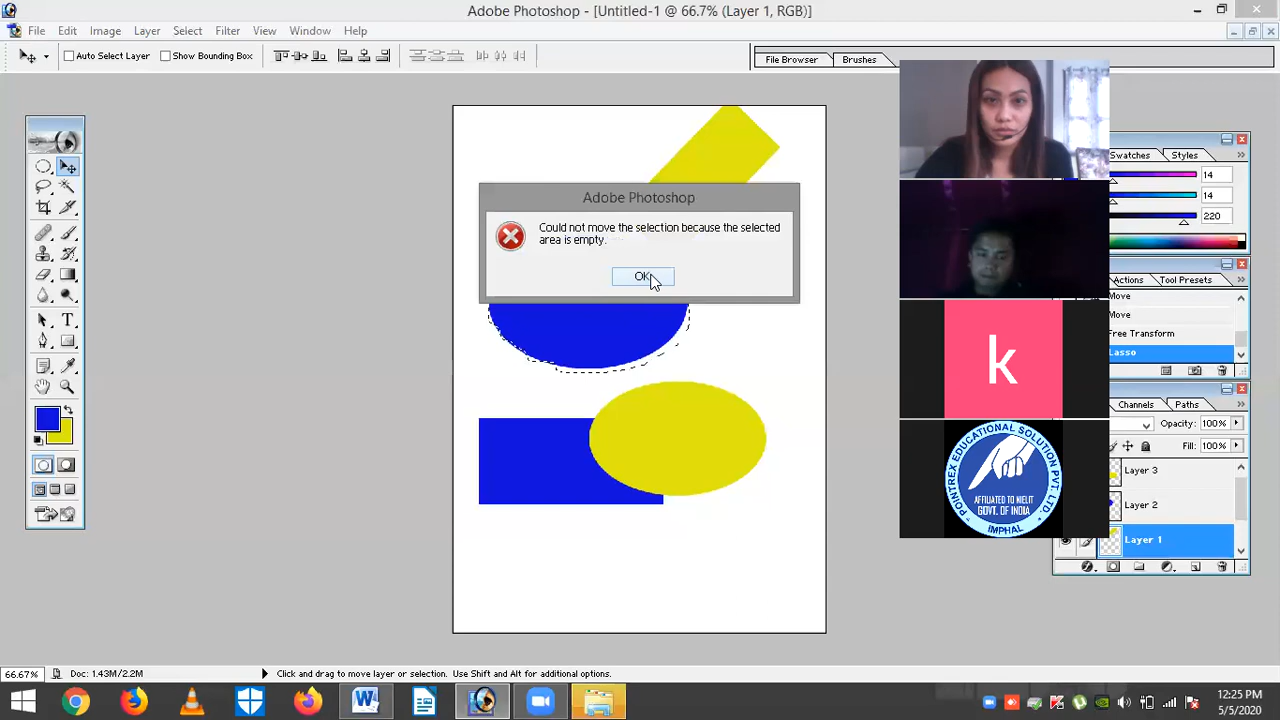 Adobe Photoshop - [Untitled-1 @ 66.7% (Layer 1, RGB)]
File Edit Image Layer Select Filter View Window Help
Auto Select Layer Show Bounding Box
File Browser Brushes
Swatches Styles
14
14
220
Adobe Photoshop
Could not move the selection because the selected
area is empty.
OK
Actions Tool Presets
Move
Move
Free Transform
Lasso
k
Channels Paths
Opacity: 100%
Fill: 100%
Layer 3
Layer 2
Layer 1
POINTREX EDUCATIONAL SOLUTION PVT. LTD.
AFFILIATED TO NIELIT
GOVT. OF INDIA
IMPHAL
66.67% Doc: 1.43M/2.2M Click and drag to move layer or selection. Use Shift and Alt for additional options.
12:25 PM
5/5/2020